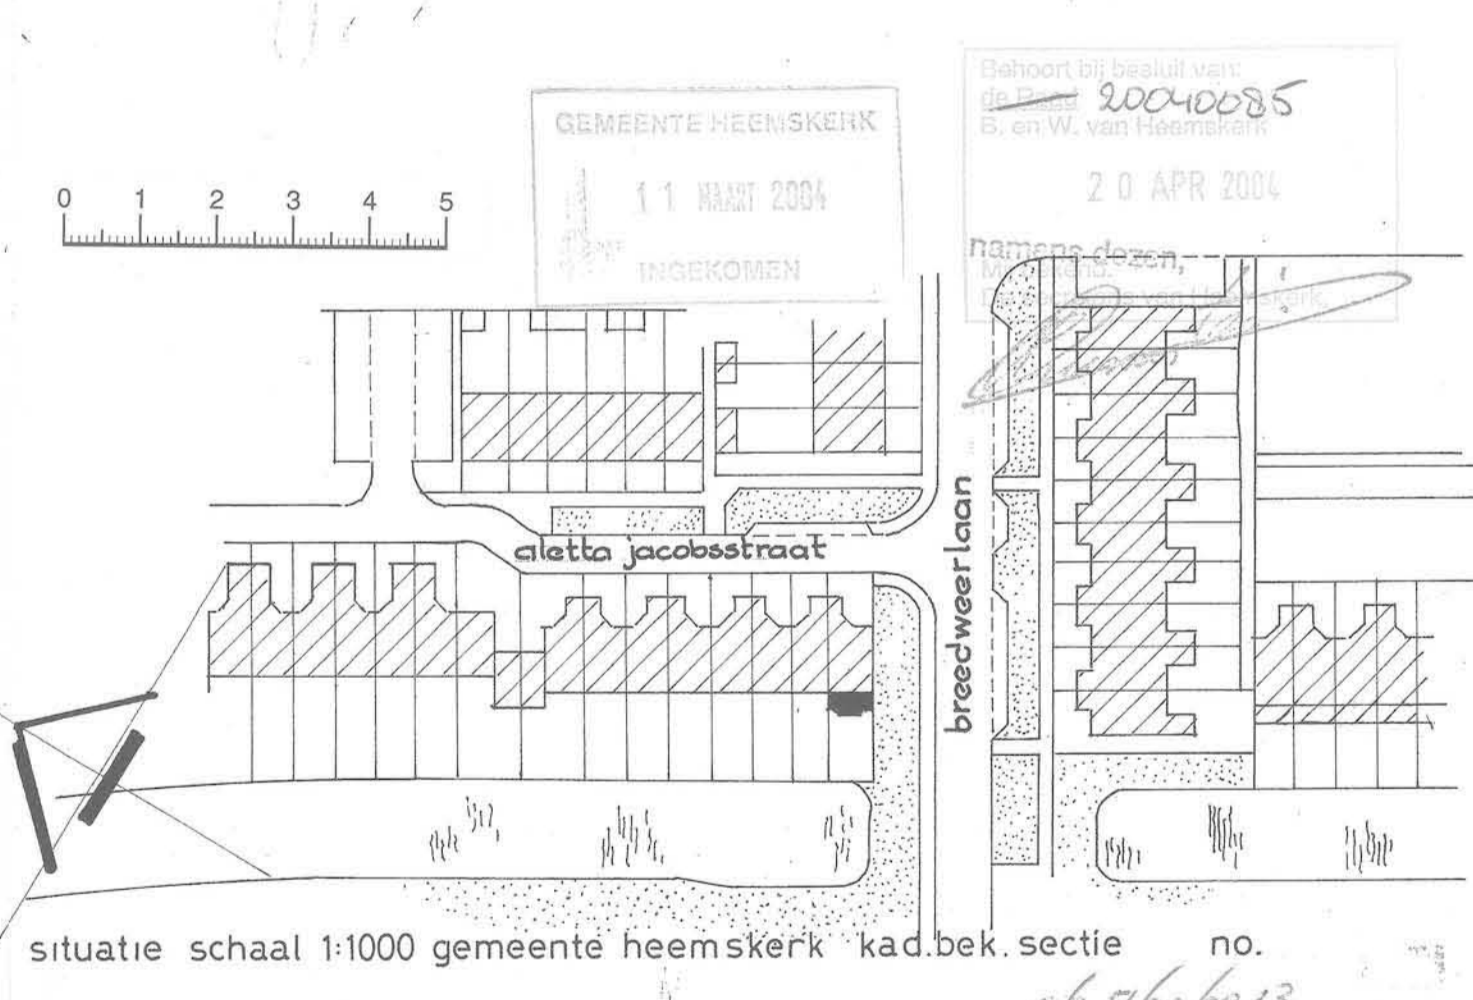 GEMEENTE HEEMSKERK
11 MAART 2004
INGEKOMEN
Behoort bij besluit van:
de Raad 20040085
B. en W. van Heemskerk
20 APR 2004
namens dezen,
van Heemskerk,
0 1 2 3 4 5
aletta jacobsstraat
breedweerlaan
situatie schaal 1:1000 gemeente heemskerk kad.bek. sectie no.